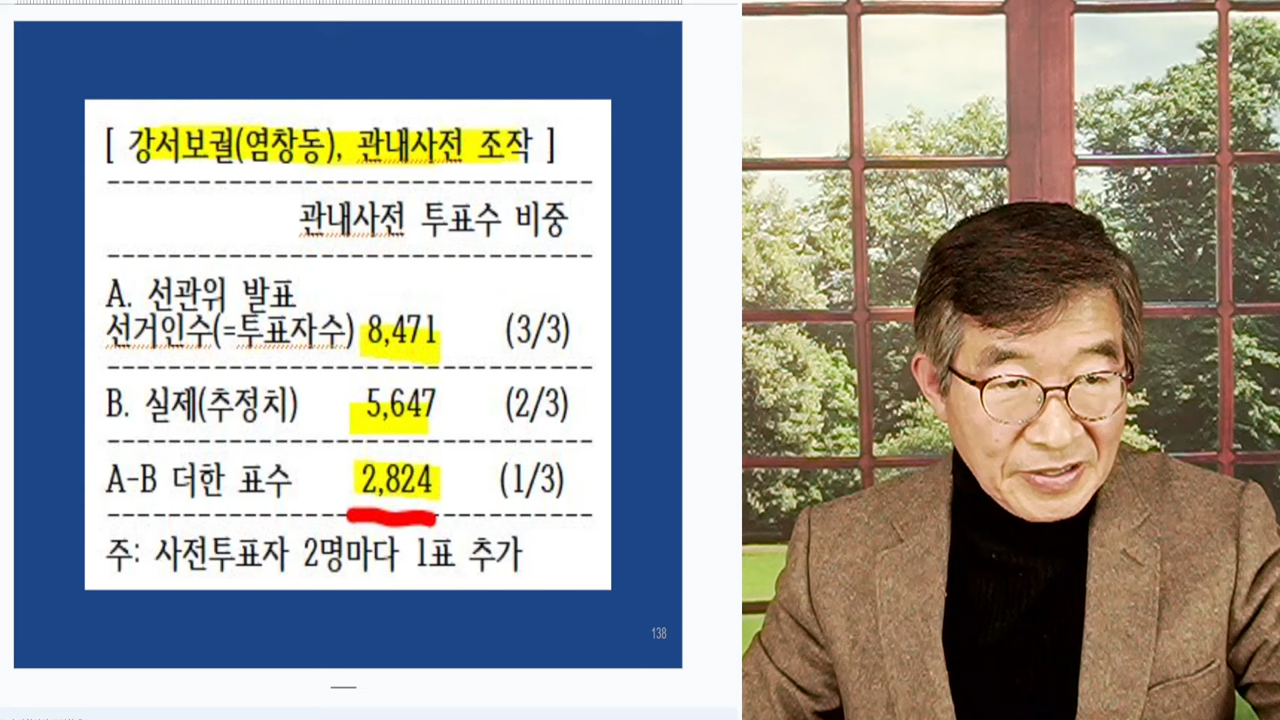 [ 강서보궐(염창동), 관내사전 조작 ]
관내사전 투표수 비중
A. 선관위 발표
선거인수(=투표자수) 8,471 (3/3)
B. 실제(추정치) 5,647 (2/3)
A-B 더한 표수 2,824 (1/3)
주: 사전투표자 2명마다 1표 추가
138